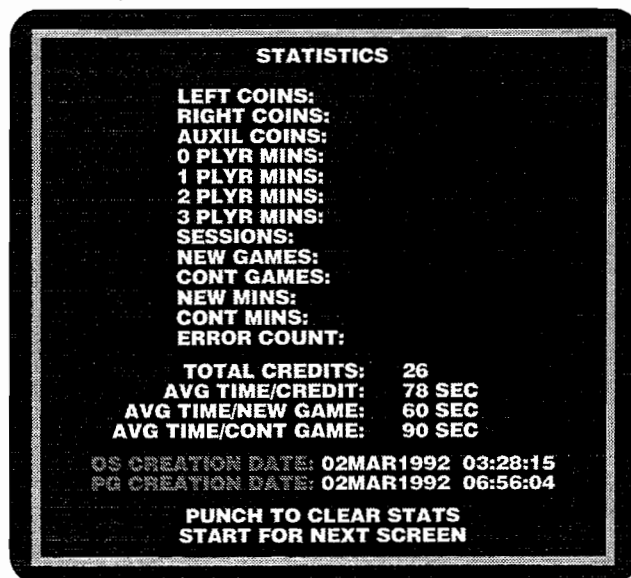 STATISTICS
LEFT COINS:
RIGHT COINS:
AUXIL COINS:
0 PLYR MINS:
1 PLYR MINS:
2 PLYR MINS:
3 PLYR MINS:
SESSIONS:
NEW GAMES:
CONT GAMES:
NEW MINS:
CONT MINS:
ERROR COUNT:
TOTAL CREDITS: 26
AVG TIME/CREDIT: 78 SEC
AVG TIME/NEW GAME: 60 SEC
AVG TIME/CONT GAME: 90 SEC
OS CREATION DATE: 02MAR1992 03:28:15
PG CREATION DATE: 02MAR1992 06:56:04
PUNCH TO CLEAR STATS
START FOR NEXT SCREEN